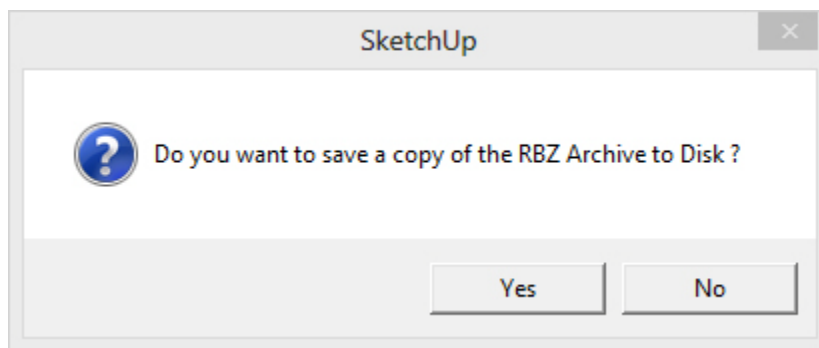 SketchUp
Do you want to save a copy of the RBZ Archive to Disk ?
Yes No